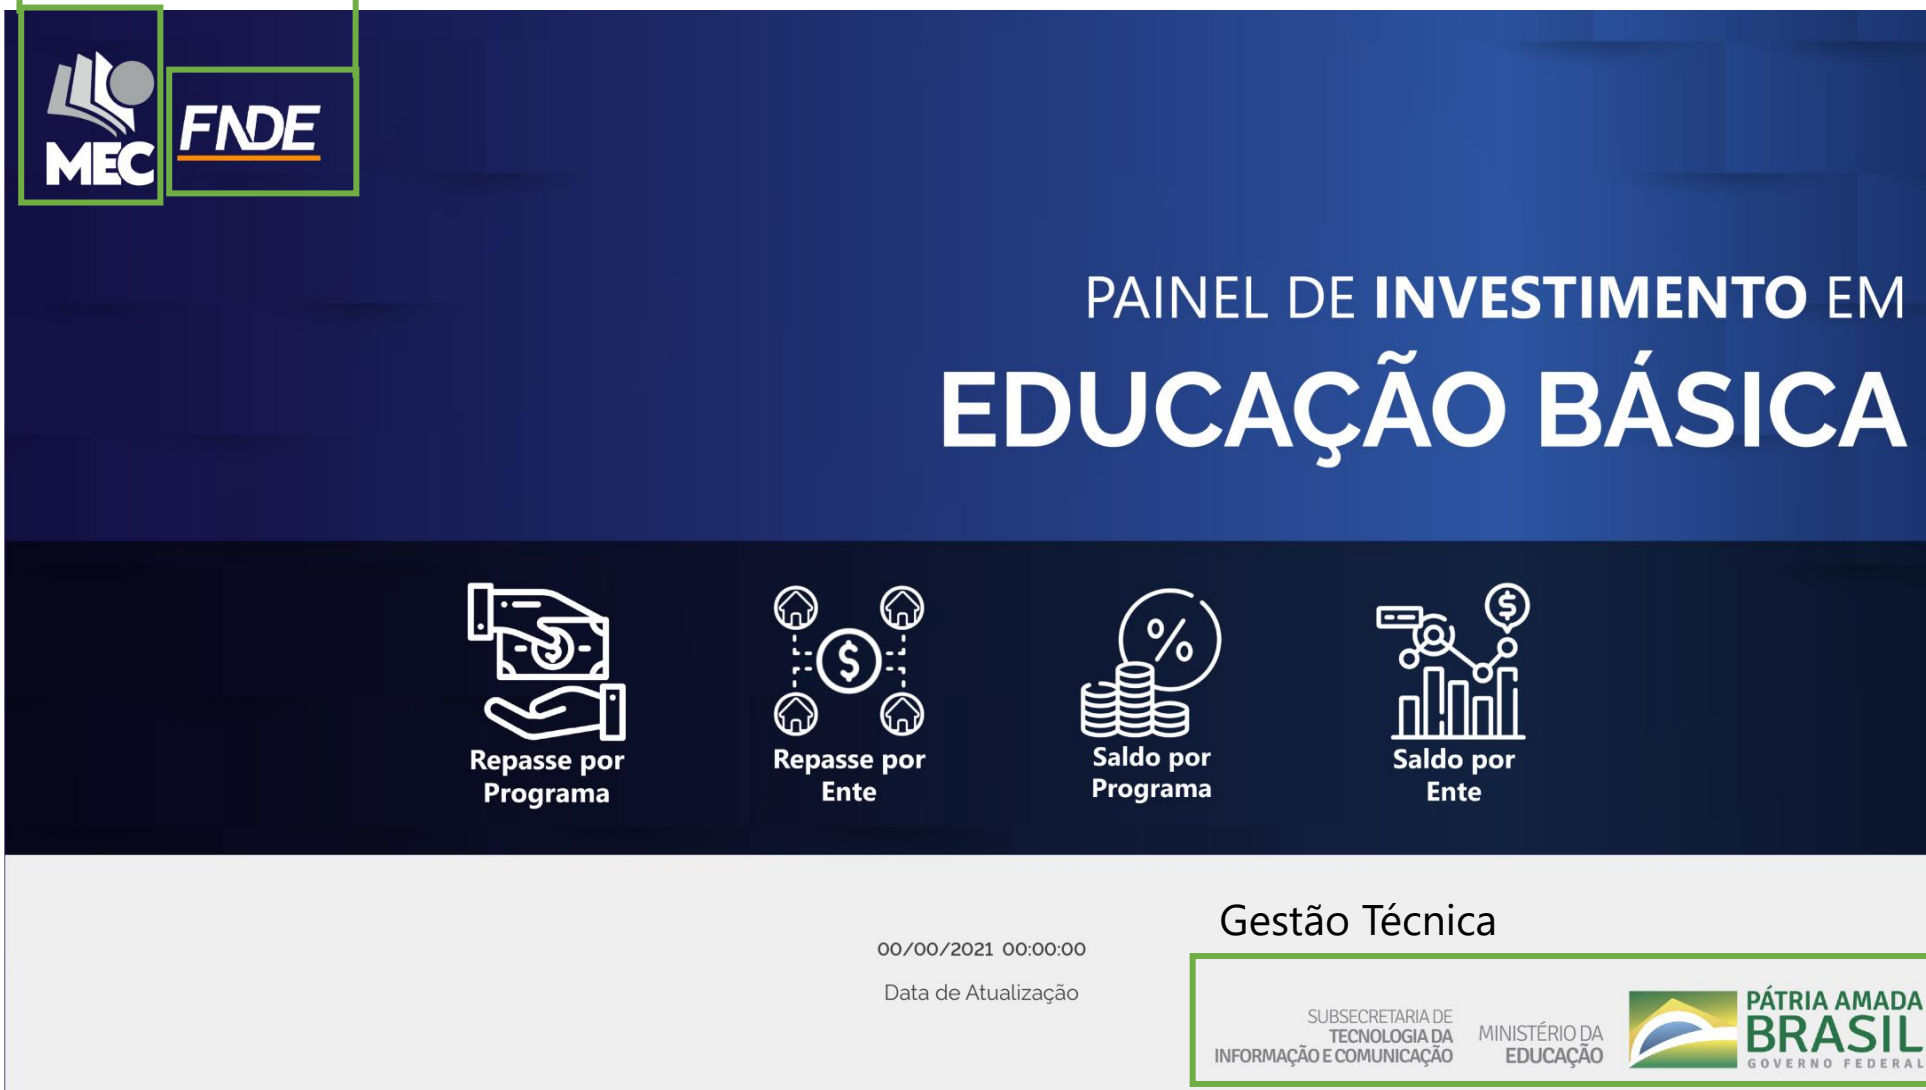 MEC
FNDE
PAINEL DE INVESTIMENTO EM
EDUCAÇÃO BÁSICA
Repasse por
Programa
Repasse por
Ente
Saldo por
Programa
Saldo por
Ente
00/00/2021 00:00:00
Data de Atualização
Gestão Técnica
SUBSECRETARIA DE
TECNOLOGIA DA
INFORMAÇÃO E COMUNICAÇÃO
MINISTÉRIO DA
EDUCAÇÃO
PÁTRIA AMADA
BRASIL
GOVERNO FEDERAL